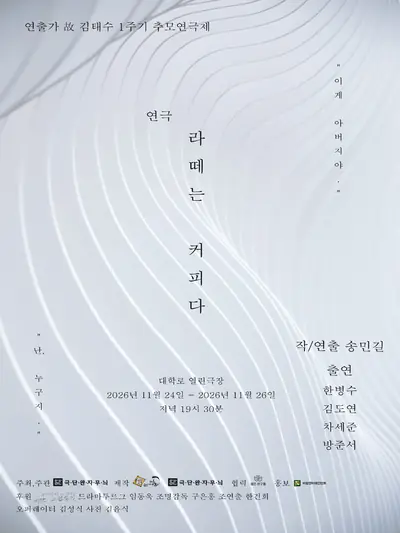 연출가 故 김태수 1주기 추모연극제
"이게 아버지야."
연극
라떼는 커피다
"난, 누구지."
작/연출 송민길
출연
한병수
김도연
차세준
방준서
대학로 열린극장
2026년 11월 24일 - 2026년 11월 26일
저녁 19시 30분
주최,주관 극단완자무늬 제작 극단완자무늬 협력 홍보
후원 드라마투르그 임동욱 조명감독 구은홍 조연출 한진희
오퍼레이터 김성식 사진 김윤식